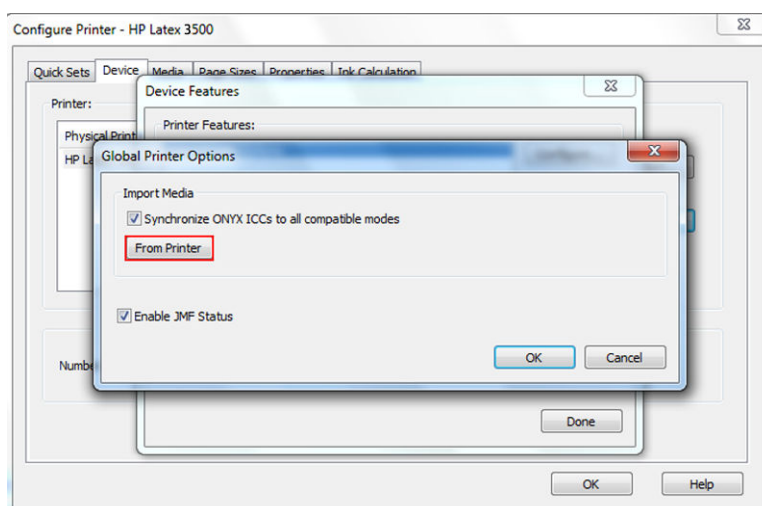 Configure Printer - HP Latex 3500
Quick Sets Device Media Page Sizes Properties Ink Calculation
Device Features
Printer:
Printer Features:
Physical Print
HP La
Global Printer Options
Import Media
Synchronize ONYX ICCs to all compatible modes
From Printer
Enable JMF Status
OK Cancel
Numbe
Done
OK Help